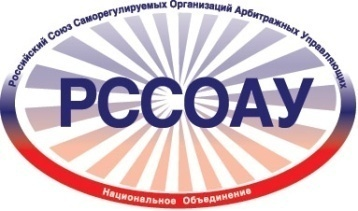 Российский Союз Саморегулируемых Организаций Арбитражных Управляющих
РССОАУ
Национальное Объединение